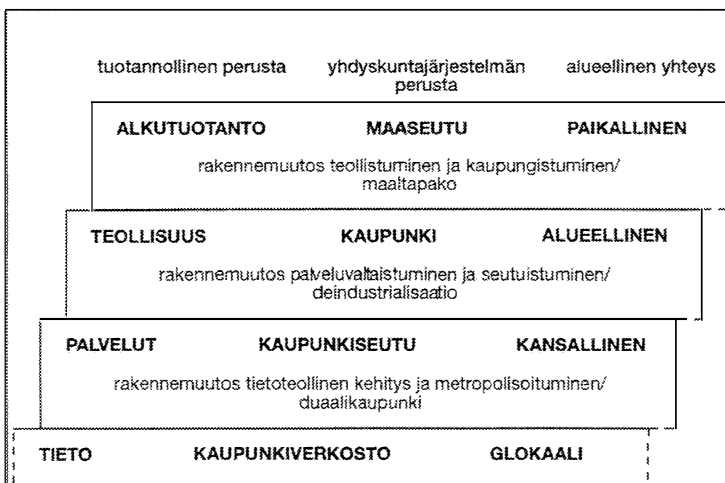 tuotannollinen perusta yhdyskuntajärjestelmän alueellinen yhteys
perusta
ALKUTUOTANTO MAASEUTU PAIKALLINEN
rakennemuutos teollistuminen ja kaupungistuminen/
maaltapako
TEOLLISUUS KAUPUNKI ALUEELLINEN
rakennemuutos palveluvaltaistuminen ja seutuistuminen/
deindustrialisaatio
PALVELUT KAUPUNKISEUTU KANSALLINEN
rakennemuutos tietoteollinen kehitys ja metropolisoituminen/
duaalikaupunki
TIETO KAUPUNKIVERKOSTO GLOKAALI